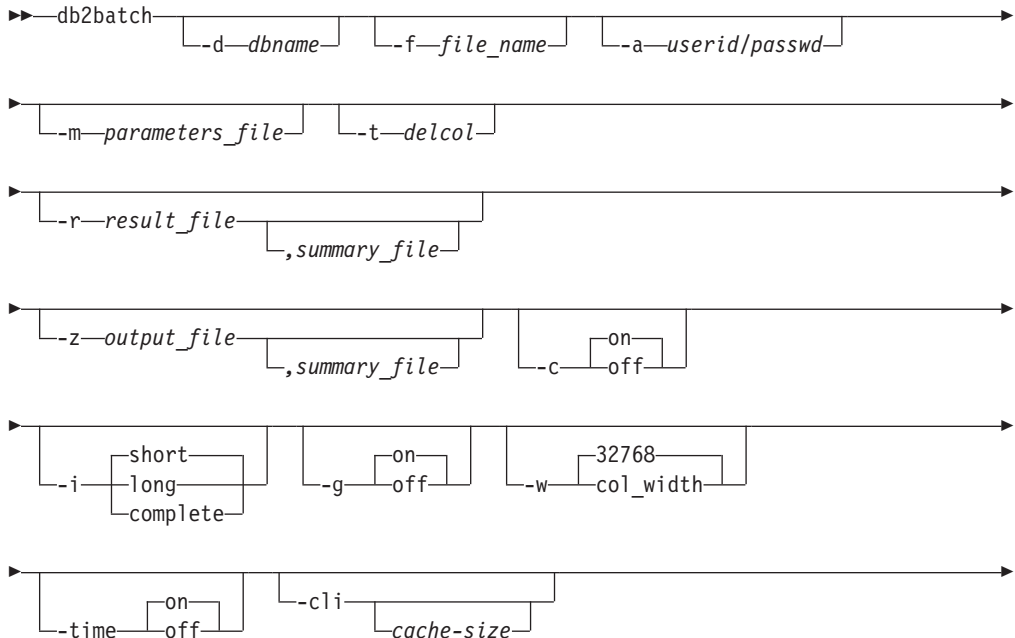 db2batch
-d dbname -f file_name -a userid/passwd
-m parameters_file -t delcol
-r result_file
,summary_file
-z output_file on
,summary_file -c off
short on 32768
-i long -g off -w col_width
complete
on -cli
-time off cache-size